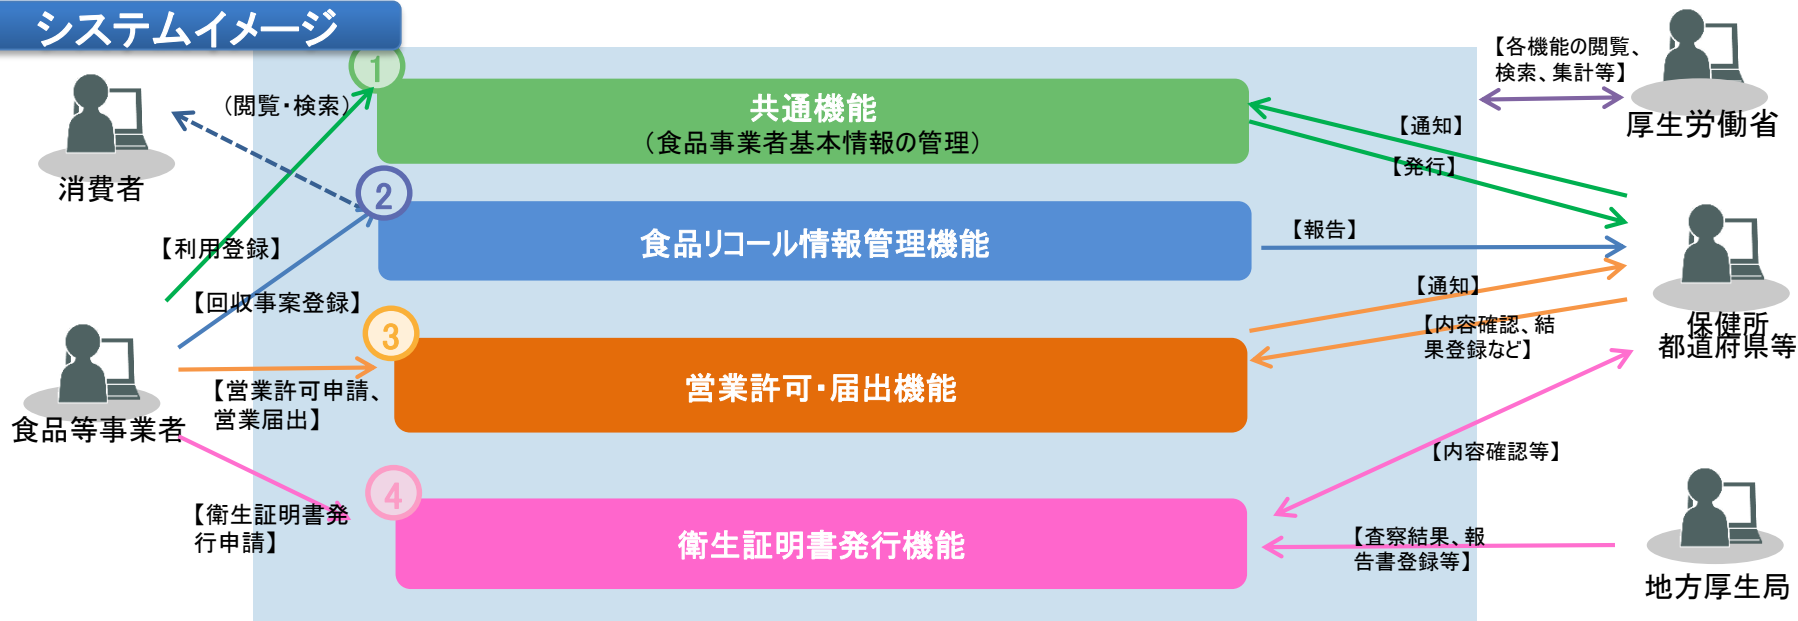 システムイメージ
1
共通機能
（食品事業者基本情報の管理）
（閲覧・検索）
消費者
【利用登録】
2
食品リコール情報管理機能
【回収事案登録】
3
営業許可・届出機能
【営業許可申請、
営業届出】
食品等事業者
4
衛生証明書発行機能
【衛生証明書発
行申請】
【各機能の閲覧、
検索、集計等】
厚生労働省
【通知】
【発行】
【報告】
【通知】
【内容確認、結
果登録など】
保健所
都道府県等
【内容確認等】
【査察結果、報
告書登録等】
地方厚生局